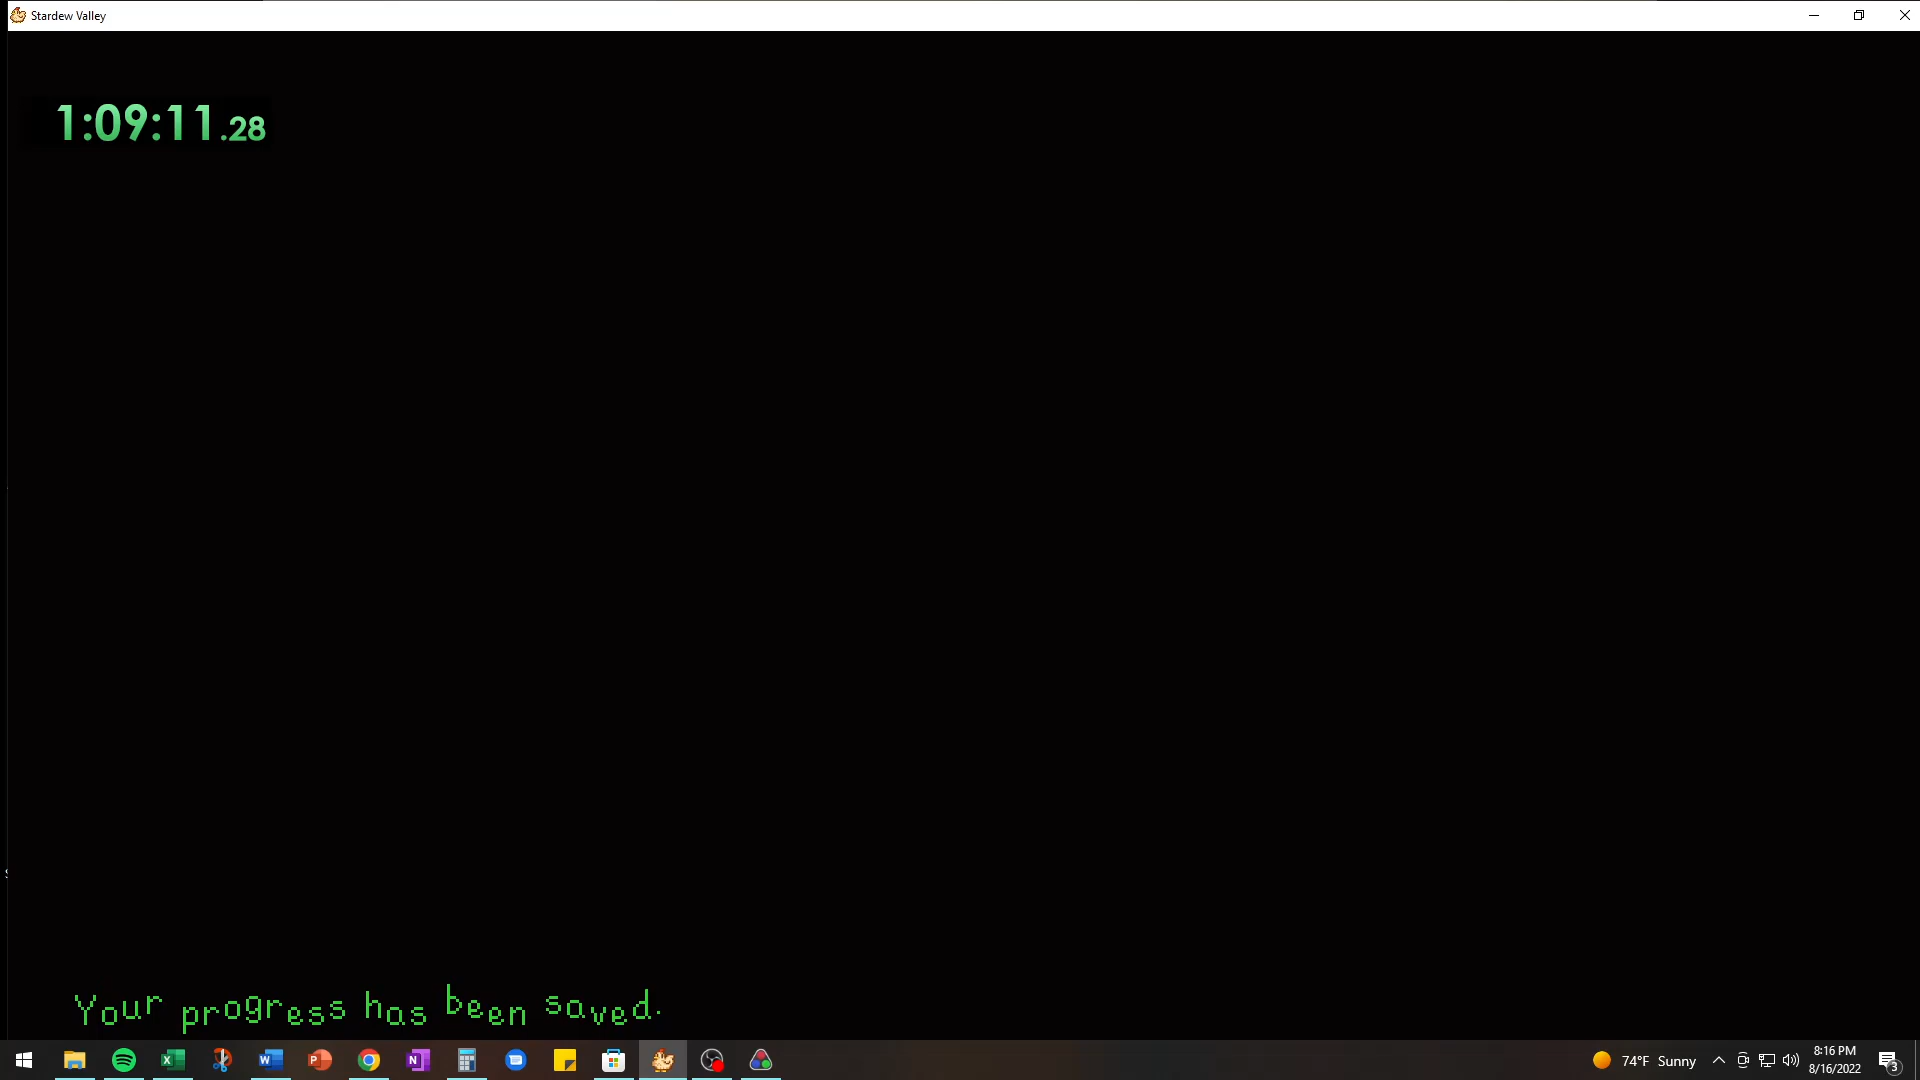 Stardew Valley
1:09:11.28
Your progress has been saved.
74°F Sunny
8:16 PM
8/16/2022
3